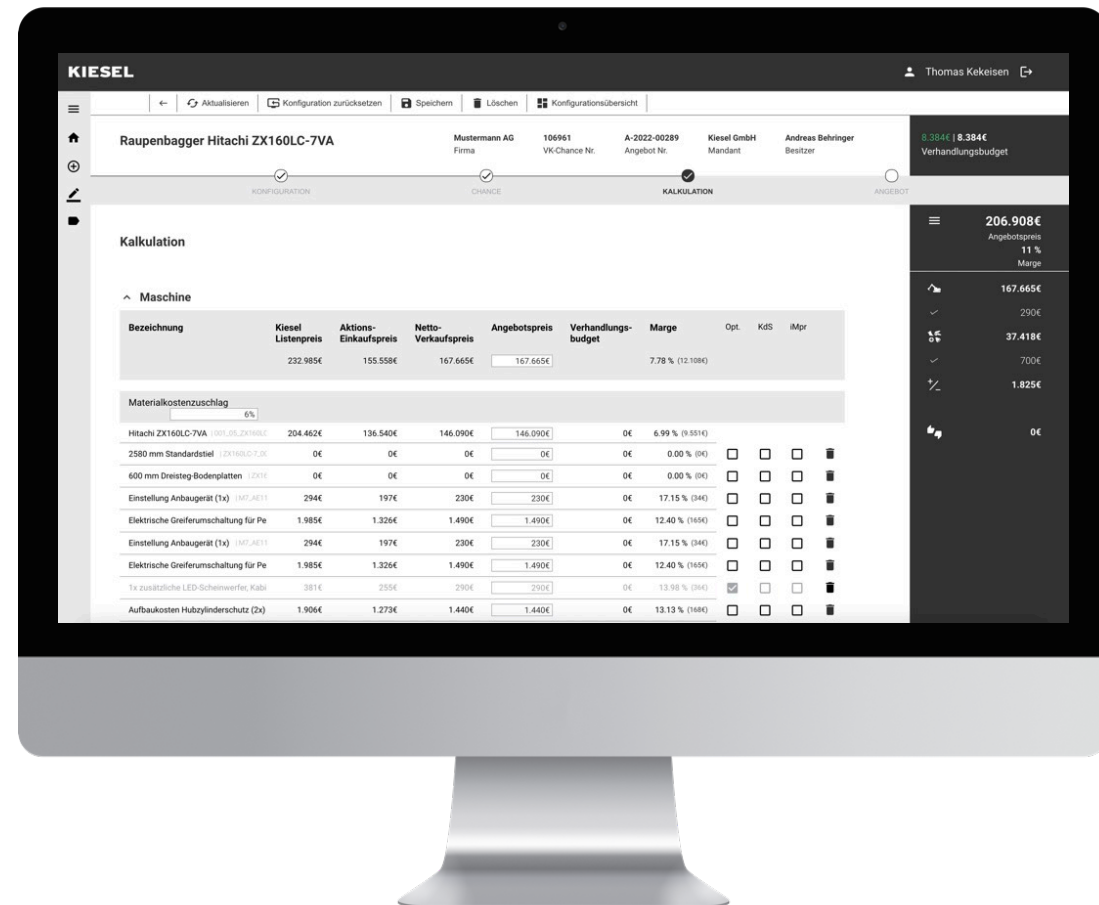 KIESEL
Thomas Kekeisen
Aktualisieren Konfiguration zurücksetzen Speichern Löschen Konfigurationsübersicht
Raupenbagger Hitachi ZX160LC-7VA
Mustermann AG 106961 A-2022-00289 Kiesel GmbH Andreas Behringer
Firma VK-Chance Nr. Angebot Nr. Mandant Besitzer
8.384€ | 8.384€
Verhandlungsbudget
KONFIGURATION CHANCE KALKULATION ANGEBOT
206.908€
Angebotspreis
11 %
Marge
Kalkulation
167.665€
290€
37.418€
700€
1.825€
0€
Maschine
Bezeichnung Kiesel Listenpreis Aktions-Einkaufspreis Netto-Verkaufspreis Angebotspreis Verhandlungs-budget Marge Opt. KdS iMpr
232.985€ 155.558€ 167.665€ 167.665€ 7.78 % (12.108€)
Materialkostenzuschlag
6%
Hitachi ZX160LC-7VA 204.462€ 136.540€ 146.090€ 146.090€ 0€ 6.99 % (9.551€)
2580 mm Standardstiel 0€ 0€ 0€ 0€ 0€ 0.00 % (0€)
600 mm Dreisteg-Bodenplatten 0€ 0€ 0€ 0€ 0€ 0.00 % (0€)
Einstellung Anbaugerät (1x) 294€ 197€ 230€ 230€ 0€ 17.15 % (34€)
Elektrische Greiferumschaltung für Pe 1.985€ 1.326€ 1.490€ 1.490€ 0€ 12.40 % (165€)
Einstellung Anbaugerät (1x) 294€ 197€ 230€ 230€ 0€ 17.15 % (34€)
Elektrische Greiferumschaltung für Pe 1.985€ 1.326€ 1.490€ 1.490€ 0€ 12.40 % (165€)
1x zusätzliche LED-Scheinwerfer, Kabi 381€ 255€ 290€ 290€ 0€ 13.98 % (36€)
Aufbaukosten Hubzylinderschutz (2x) 1.906€ 1.273€ 1.440€ 1.440€ 0€ 13.13 % (168€)